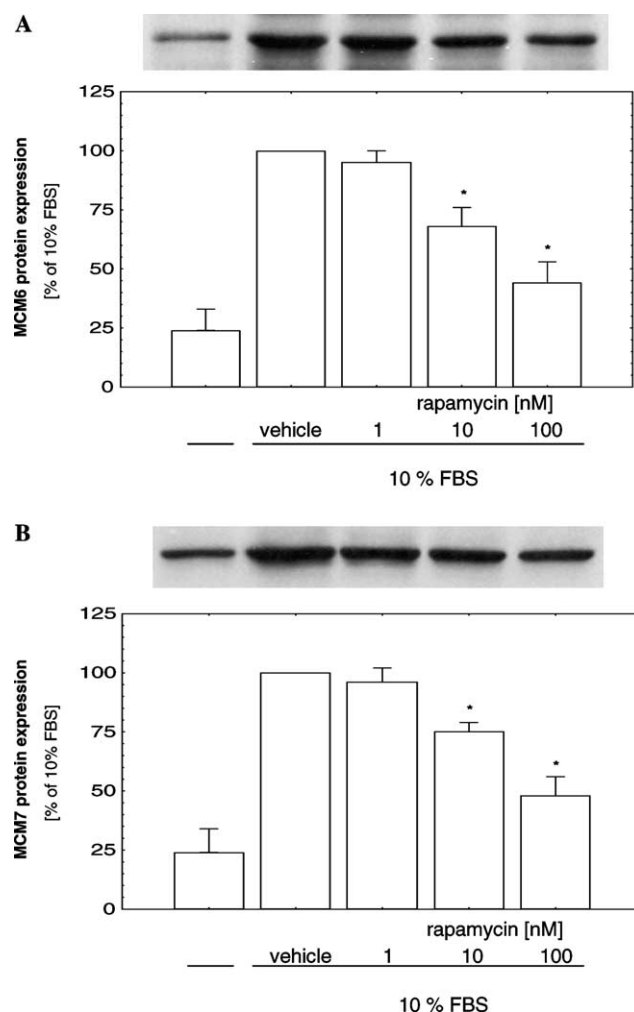 A
125
100
75
50
25
0
MCM6 protein expression
[% of 10% FBS]
*
*
rapamycin [nM]
vehicle 1 10 100
10 % FBS
B
125
100
75
50
25
0
MCM7 protein expression
[% of 10% FBS]
*
*
rapamycin [nM]
vehicle 1 10 100
10 % FBS